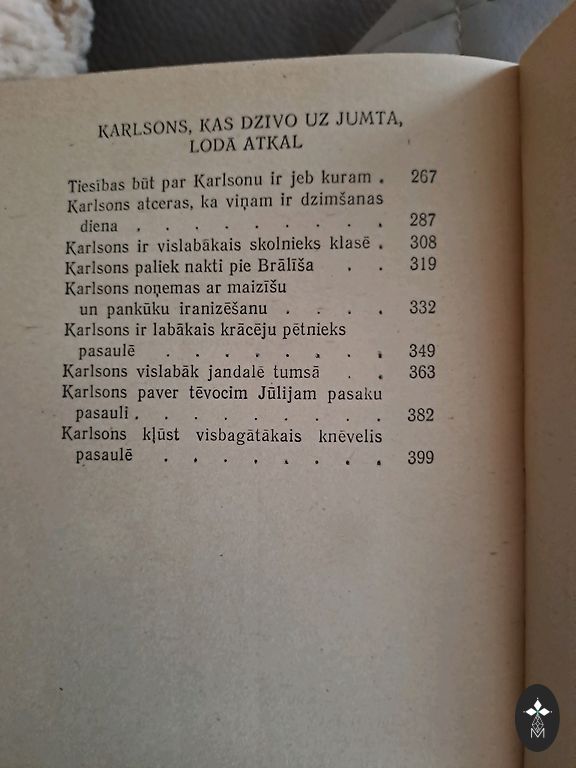 KARLSONS, KAS DZIVO UZ JUMTA,
LODĀ ATKAL
Tiesības būt par Karlsonu ir jeb kuram . 267
Karlsons atceras, ka viņam ir dzimšanas
diena . . . . . . . . 287
Karlsons ir vislabākais skolnieks klasē . 308
Karlsons paliek nakti pie Brālīša . . 319
Karlsons noņemas ar maizīšu
un pankūku iranizēšanu . . . . 332
Karlsons ir labākais krācēju pētnieks
pasaulē . . . . . . . 349
Karlsons vislabāk jandalē tumsā . . 363
Karlsons paver tēvocim Jūlijam pasaku
pasauli . . . . . . . . 382
Karlsons kļūst visbagātākais knēvelis
pasaulē . . . . . . . . 399
M